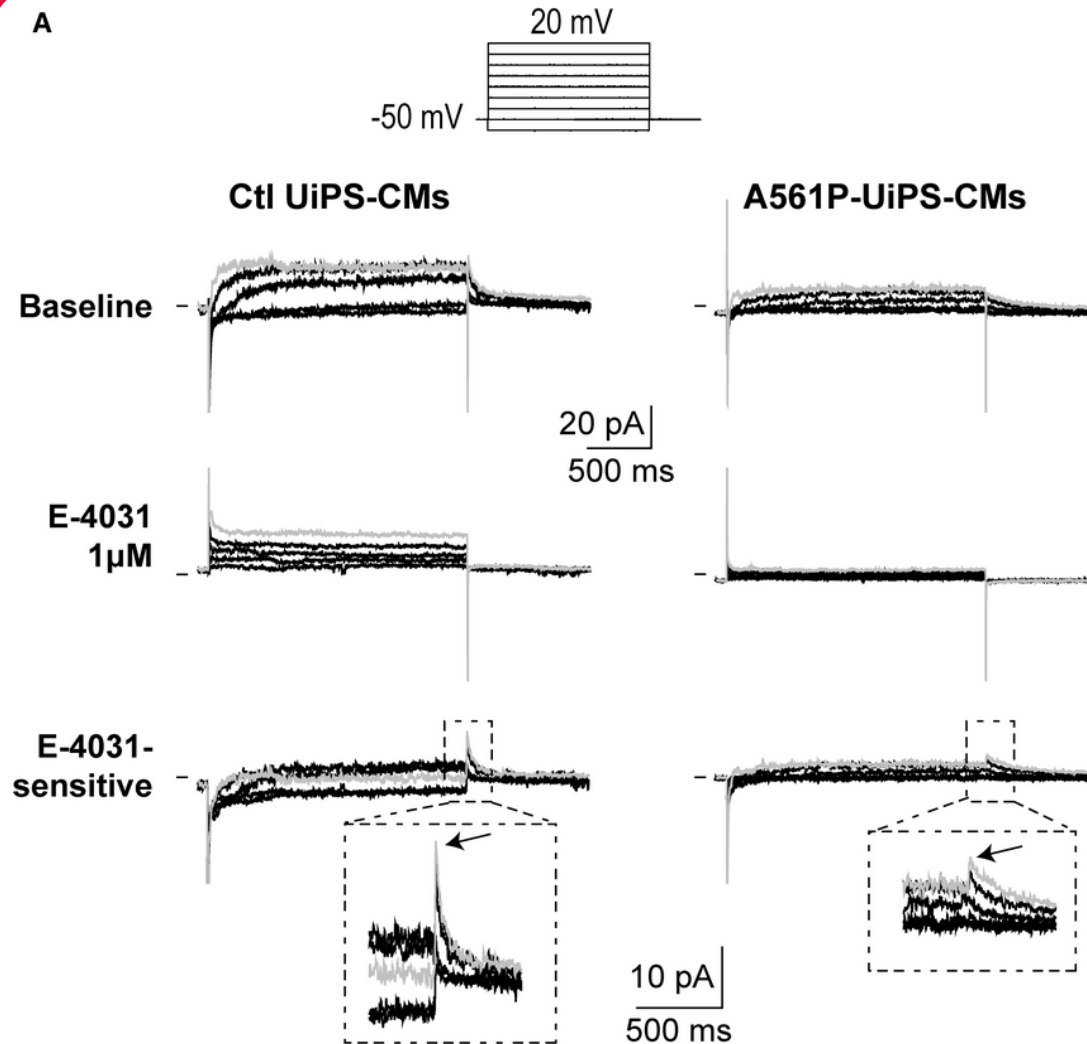 A
20 mV
-50 mV
Ctl UiPS-CMs
A561P-UiPS-CMs
Baseline
20 pA
500 ms
E-4031
1µM
E-4031-
sensitive
10 pA
500 ms